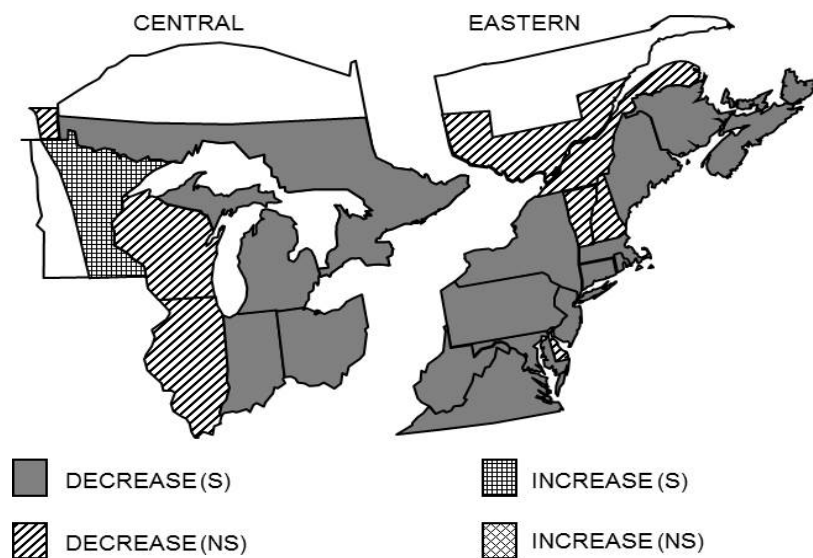 CENTRAL
EASTERN
DECREASE (S)
INCREASE (S)
DECREASE (NS)
INCREASE (NS)